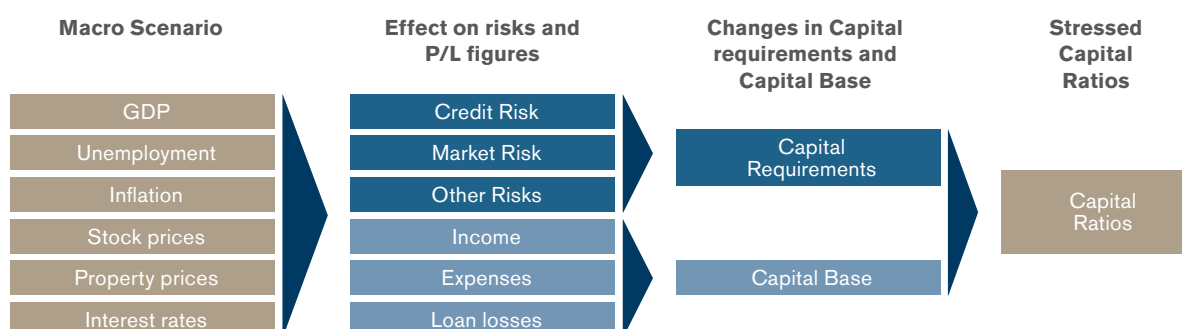 Macro Scenario
Effect on risks and
P/L figures
Changes in Capital
requirements and
Capital Base
Stressed
Capital
Ratios
GDP
Unemployment
Inflation
Stock prices
Property prices
Interest rates
Credit Risk
Market Risk
Other Risks
Income
Expenses
Loan losses
Capital
Requirements
Capital Base
Capital
Ratios